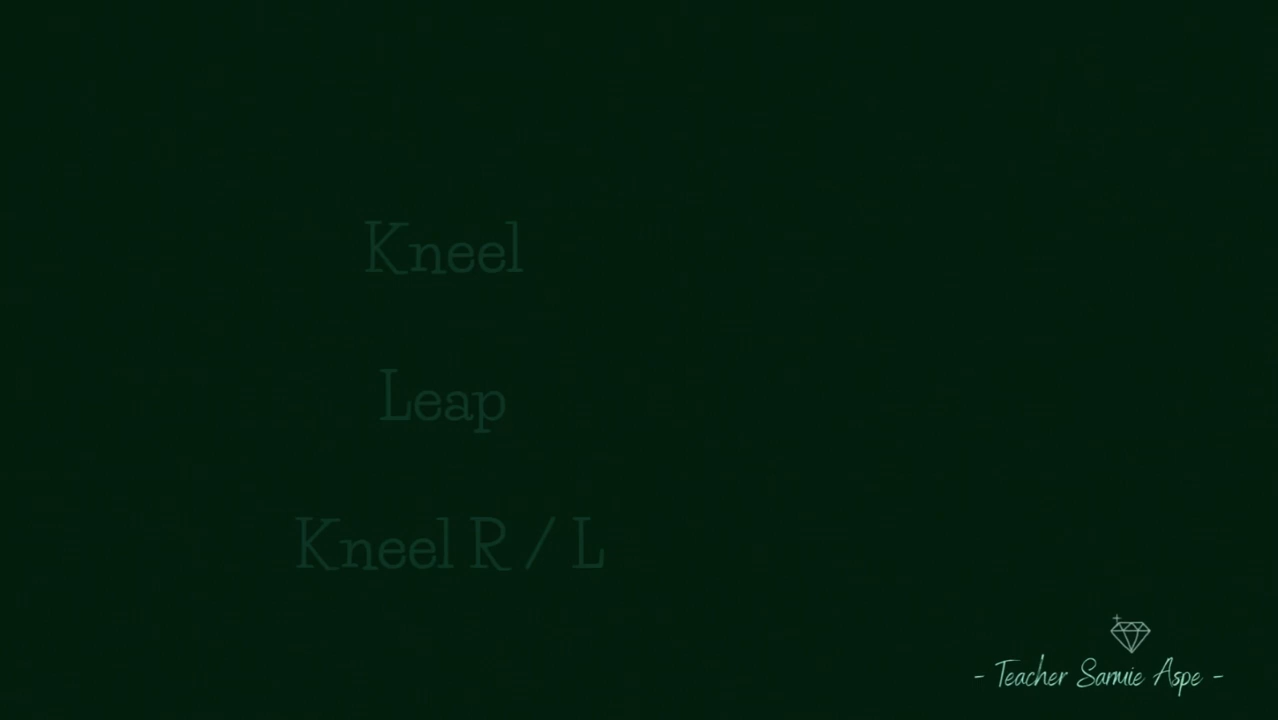 Kneel
Leap
Kneel R / L
- Teacher Samie Aspe -